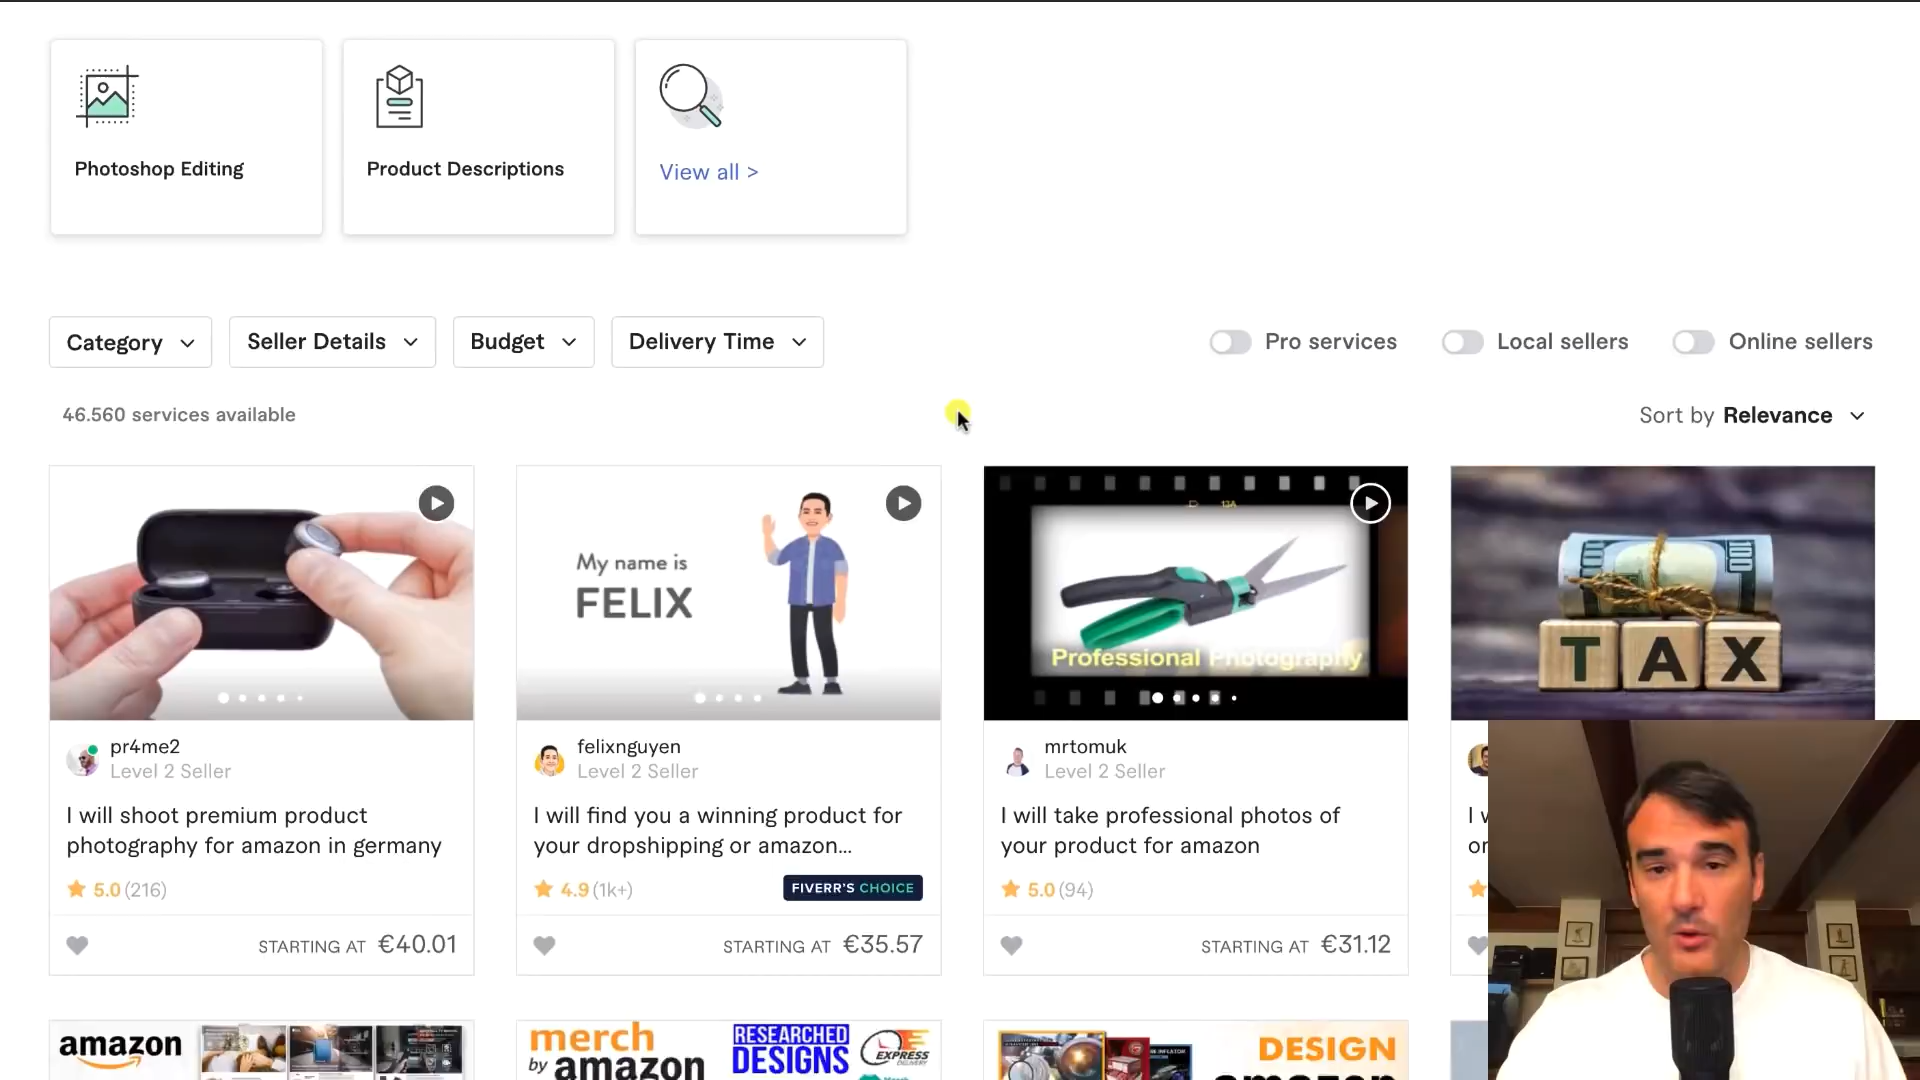 Photoshop Editing
Product Descriptions
View all >
Category
Seller Details
Budget
Delivery Time
Pro services
Local sellers
Online sellers
46.560 services available
Sort by Relevance
My name is
FELIX
13A
Professional Photography
100
TAX
pr4me2
Level 2 Seller
I will shoot premium product
photography for amazon in germany
5.0 (216)
STARTING AT €40.01
felixnguyen
Level 2 Seller
I will find you a winning product for
your dropshipping or amazon...
4.9 (1k+)
FIVERR'S CHOICE
STARTING AT €35.57
mrtomuk
Level 2 Seller
I will take professional photos of
your product for amazon
5.0 (94)
STARTING AT €31.12
amazon
merch
by amazon
RESEARCHED
DESIGNS
EXPRESS
DESIGN
amazon